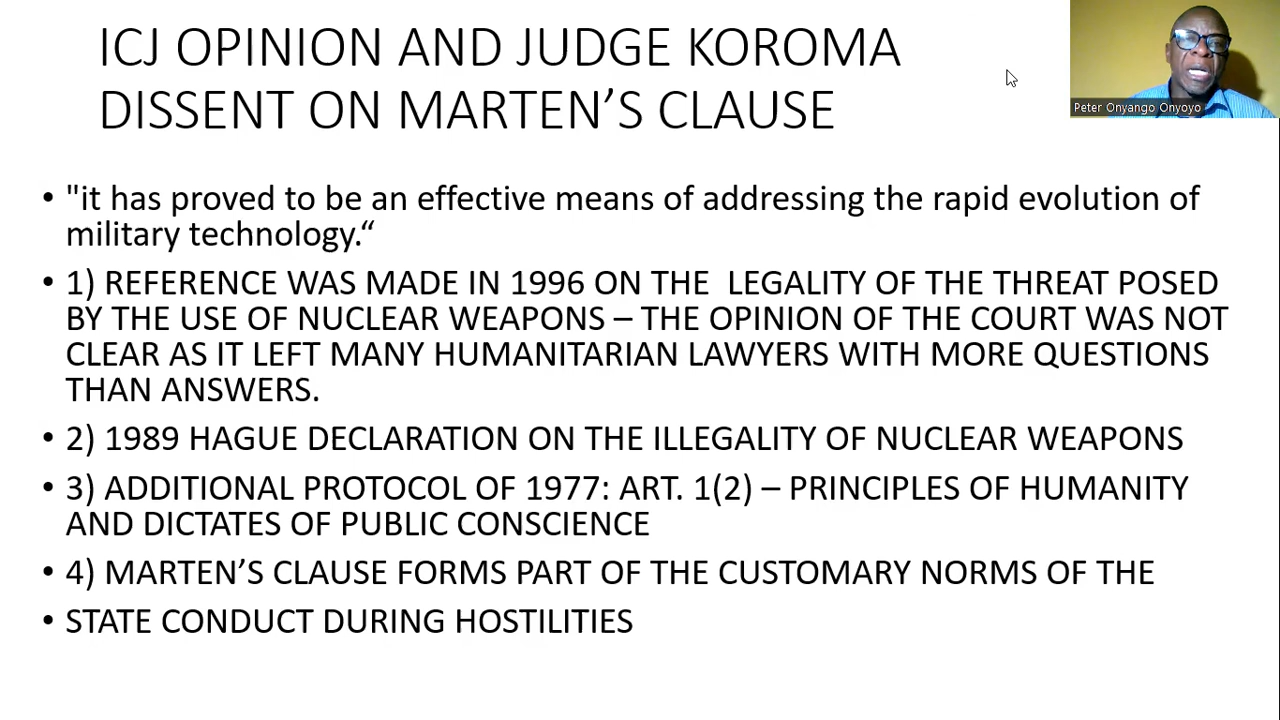 ICJ OPINION AND JUDGE KOROMA
DISSENT ON MARTEN’S CLAUSE
Peter Onyango Onyoyo
• "it has proved to be an effective means of addressing the rapid evolution of
military technology.“
• 1) REFERENCE WAS MADE IN 1996 ON THE  LEGALITY OF THE THREAT POSED
BY THE USE OF NUCLEAR WEAPONS – THE OPINION OF THE COURT WAS NOT
CLEAR AS IT LEFT MANY HUMANITARIAN LAWYERS WITH MORE QUESTIONS
THAN ANSWERS.
• 2) 1989 HAGUE DECLARATION ON THE ILLEGALITY OF NUCLEAR WEAPONS
• 3) ADDITIONAL PROTOCOL OF 1977: ART. 1(2) – PRINCIPLES OF HUMANITY
AND DICTATES OF PUBLIC CONSCIENCE
• 4) MARTEN’S CLAUSE FORMS PART OF THE CUSTOMARY NORMS OF THE
• STATE CONDUCT DURING HOSTILITIES